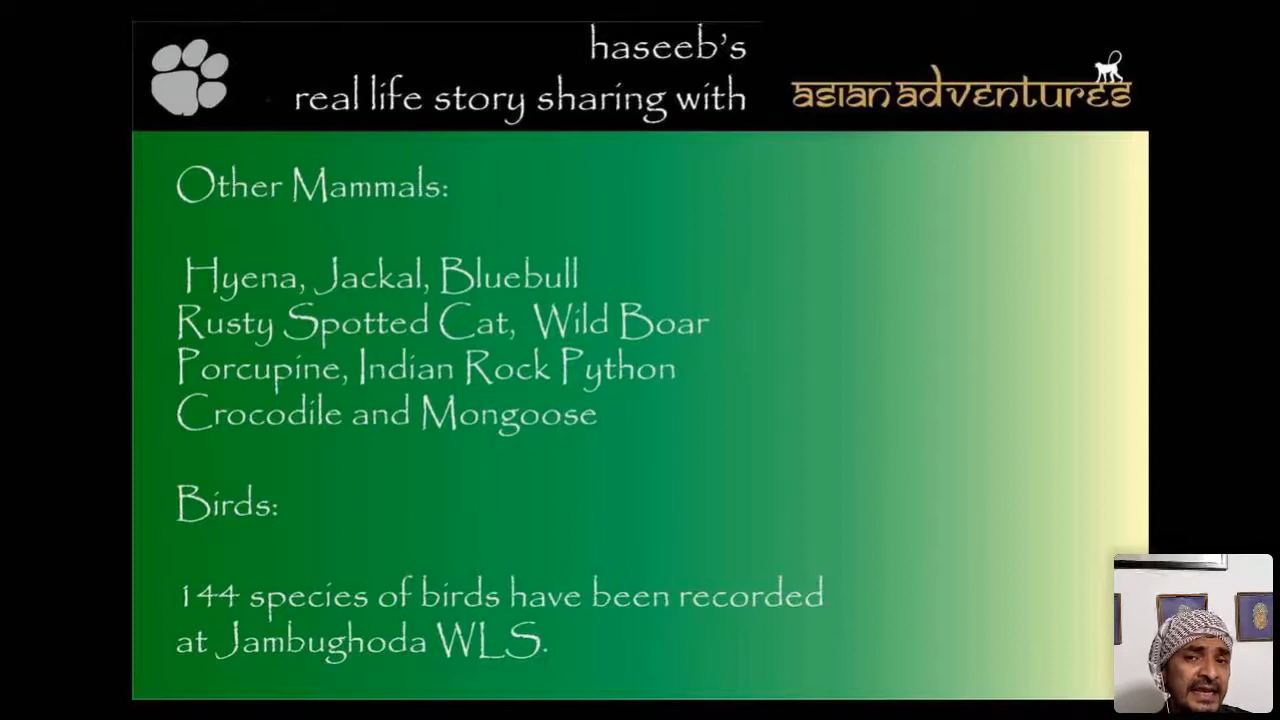 haseeb's
real life story sharing with
asian adventures
Other Mammals:
Hyena, Jackal, Bluebull
Rusty Spotted Cat, Wild Boar
Porcupine, Indian Rock Python
Crocodile and Mongoose
Birds:
144 species of birds have been recorded
at Jambughoda WLS.